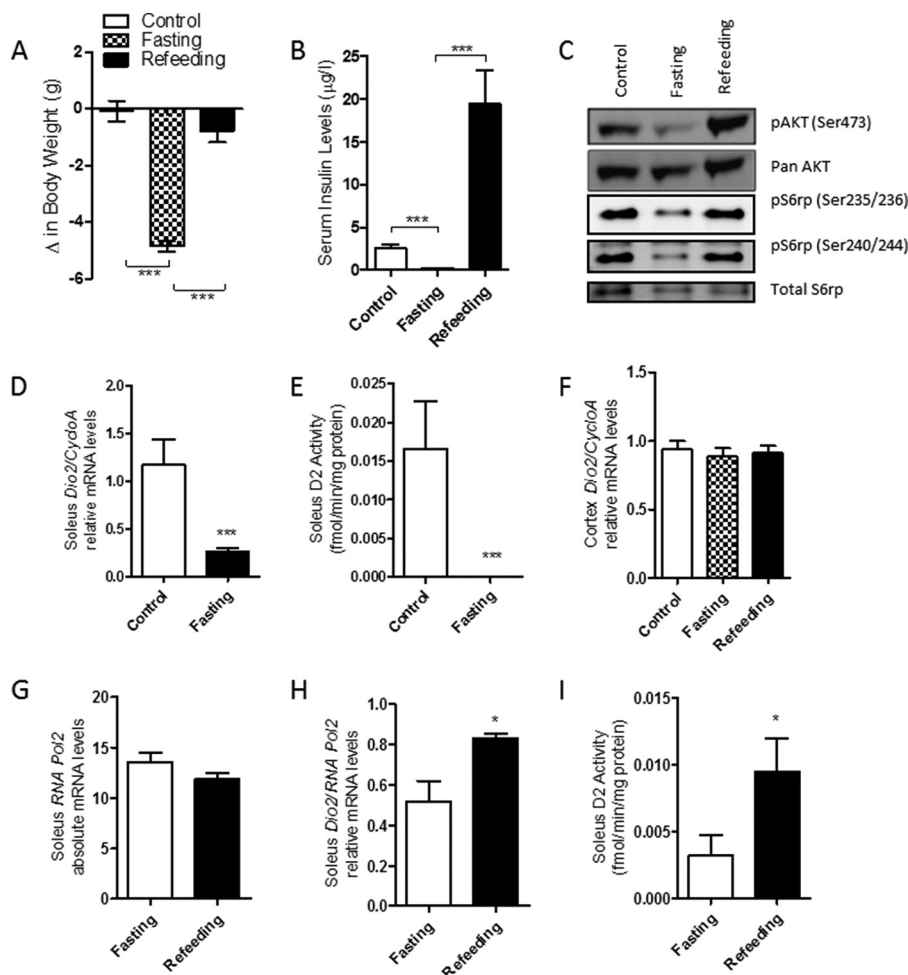 A
Control
Fasting
Refeeding
Δ in Body Weight (g)
2
0
-2
-4
-6
***
***
B
Serum Insulin Levels (µg/l)
25
20
15
10
5
0
***
***
Control
Fasting
Refeeding
C
Control
Fasting
Refeeding
pAKT (Ser473)
Pan AKT
pS6rp (Ser235/236)
pS6rp (Ser240/244)
Total S6rp
D
Soleus Dio2/CycloA
relative mRNA levels
2.0
1.5
1.0
0.5
0.0
***
Control
Fasting
E
Soleus D2 Activity
(fmol/min/mg protein)
0.025
0.020
0.015
0.010
0.005
0.000
***
Control
Fasting
F
Cortex Dio2/CycloA
relative mRNA levels
1.5
1.0
0.5
0.0
Control
Fasting
Refeeding
G
Soleus RNA Pol2
absolute mRNA levels
20
15
10
5
0
Fasting
Refeeding
H
Soleus Dio2/RNA Pol2
relative mRNA levels
1.0
0.8
0.6
0.4
0.2
0.0
*
Fasting
Refeeding
I
Soleus D2 Activity
(fmol/min/mg protein)
0.015
0.010
0.005
0.000
*
Fasting
Refeeding